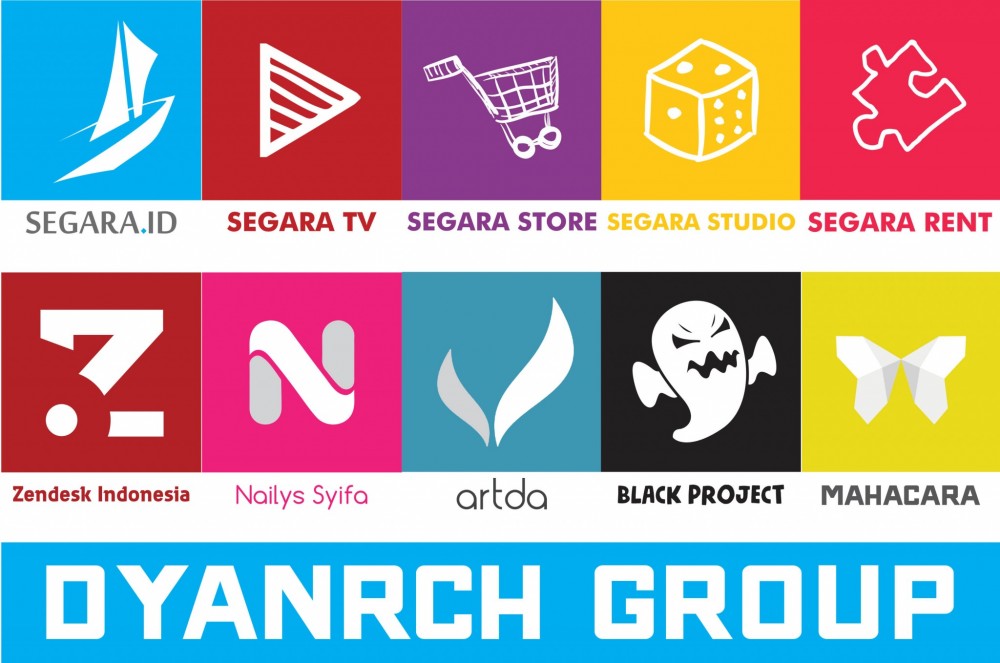 SEGARA.ID
SEGARA TV
SEGARA STORE
SEGARA STUDIO
SEGARA RENT
Zendesk Indonesia
Nailys Syifa
artda
BLACK PROJECT
MAHACARA
DYANRCH GROUP